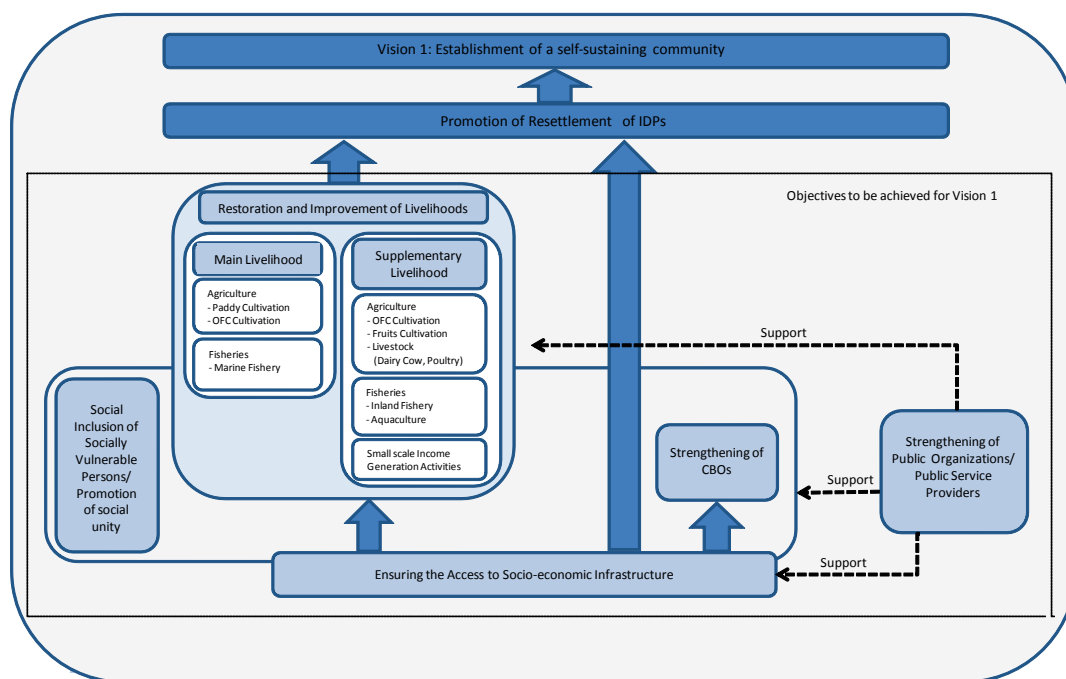 Vision 1: Establishment of a self-sustaining community
Promotion of Resettlement of IDPs
Objectives to be achieved for Vision 1
Restoration and Improvement of Livelihoods
Main Livelihood
Agriculture
- Paddy Cultivation
- OFC Cultivation
Fisheries
- Marine Fishery
Supplementary
Livelihood
Agriculture
- OFC Cultivation
- Fruits Cultivation
- Livestock
(Dairy Cow, Poultry)
Fisheries
- Inland Fishery
- Aquaculture
Small scale Income
Generation Activities
Social
Inclusion of
Socially
Vulnerable
Persons/
Promotion
of social
unity
Strengthening of
CBOs
Support
Strengthening of
Public Organizations/
Public Service
Providers
Support
Support
Ensuring the Access to Socio-economic Infrastructure